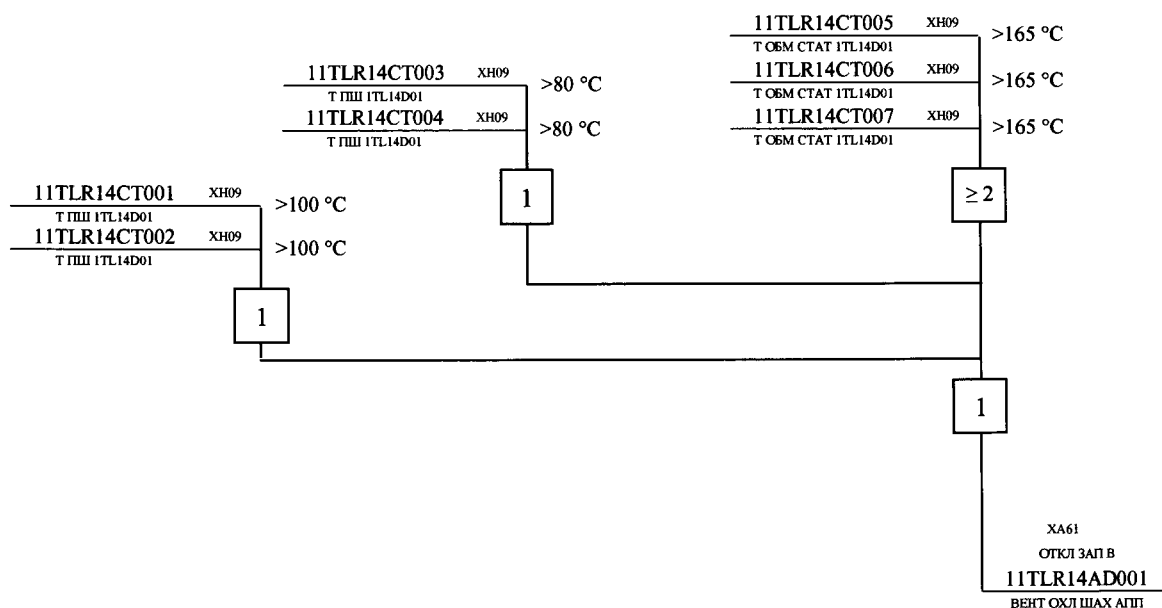 11TLR14CT005 XH09 >165 °C
Т ОБМ СТАТ 1TL14D01
11TLR14CT006 XH09 >165 °C
Т ОБМ СТАТ 1TL14D01
11TLR14CT007 XH09 >165 °C
Т ОБМ СТАТ 1TL14D01
≥ 2
11TLR14CT003 XH09 >80 °C
Т ПШ 1TL14D01
11TLR14CT004 XH09 >80 °C
Т ПШ 1TL14D01
1
11TLR14CT001 XH09 >100 °C
Т ПШ 1TL14D01
11TLR14CT002 XH09 >100 °C
Т ПШ 1TL14D01
1
1
XA61
ОТКЛ ЗАП В
11TLR14AD001
ВЕНТ ОХЛ ШАХ АПП